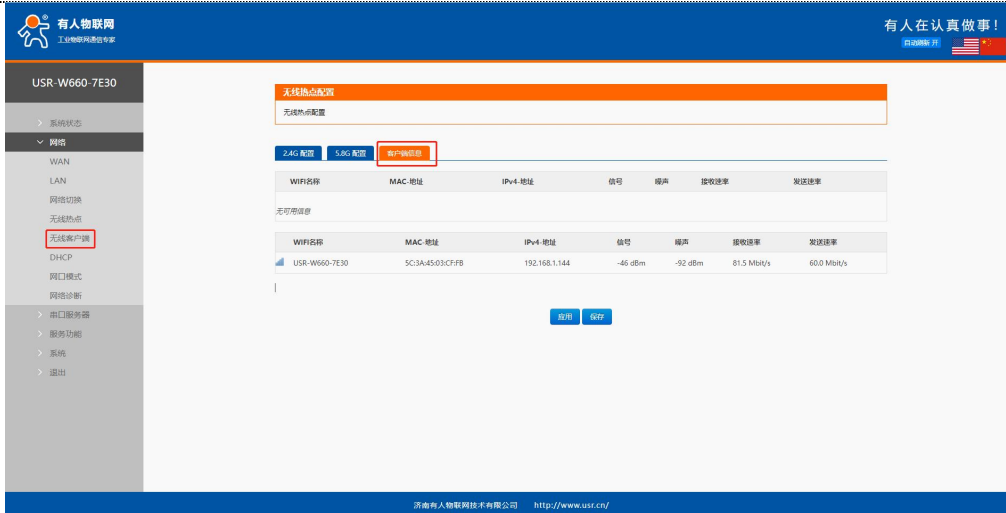 有人物联网
工业物联网通信专家
有人在认真做事!
自动刷新 开
USR-W660-7E30
系统状态
网络
WAN
LAN
网络切换
无线热点
无线客户端
DHCP
网口模式
网络诊断
串口服务器
服务功能
系统
退出
无线热点配置
无线热点配置
2.4G 配置 5.8G 配置 客户端信息
WIFI名称 MAC-地址 IPv4-地址 信号 噪声 接收速率 发送速率
无可用信息
WIFI名称 MAC-地址 IPv4-地址 信号 噪声 接收速率 发送速率
USR-W660-7E30 5C:3A:45:03:CF:FB 192.168.1.144 -46 dBm -92 dBm 81.5 Mbit/s 60.0 Mbit/s
应用 保存
济南有人物联网技术有限公司 http://www.usr.cn/